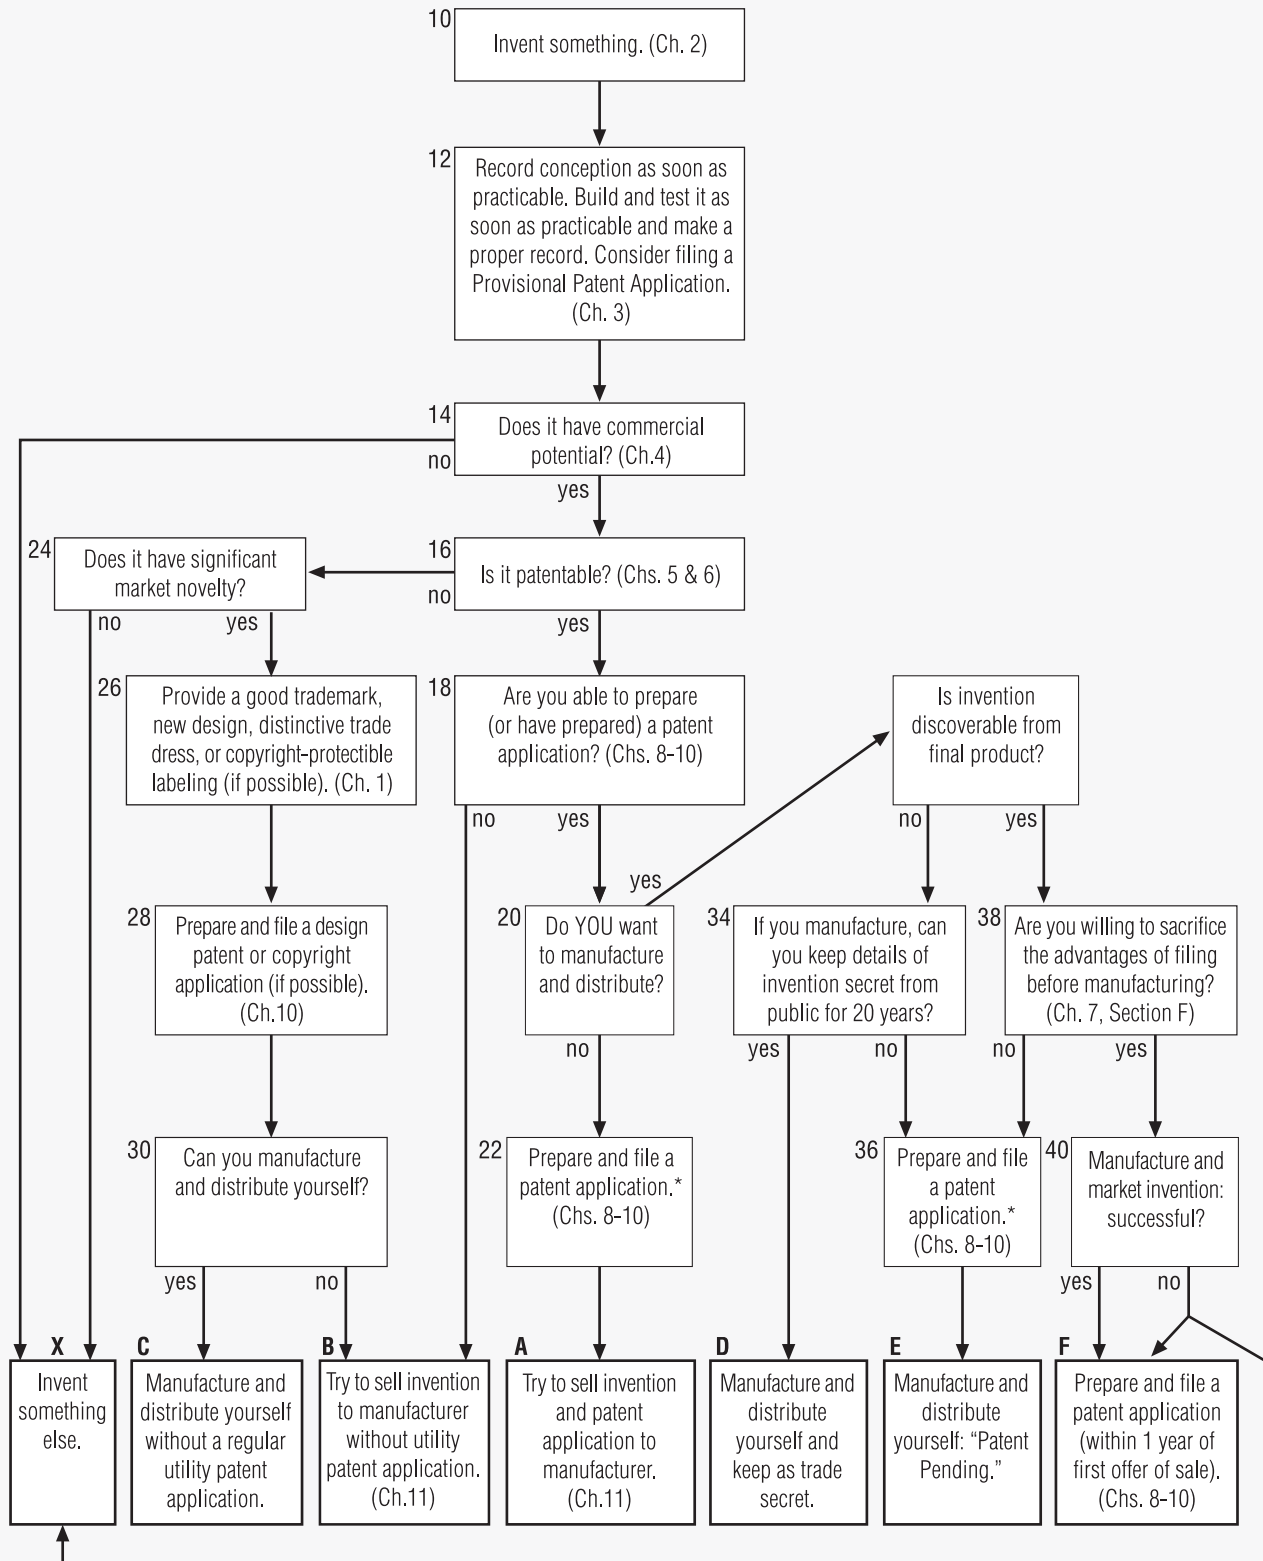 10
Invent something. (Ch. 2)
12
Record conception as soon as
practicable. Build and test it as
soon as practicable and make a
proper record. Consider filing a
Provisional Patent Application.
(Ch. 3)
14
Does it have commercial
potential? (Ch.4)
no
yes
24
Does it have significant
market novelty?
no
yes
16
Is it patentable? (Chs. 5 & 6)
no
yes
26
Provide a good trademark,
new design, distinctive trade
dress, or copyright-protectible
labeling (if possible). (Ch. 1)
18
Are you able to prepare
(or have prepared) a patent
application? (Chs. 8-10)
no
yes
Is invention
discoverable from
final product?
no
yes
28
Prepare and file a design
patent or copyright
application (if possible).
(Ch.10)
20
Do YOU want
to manufacture
and distribute?
yes
no
34
If you manufacture, can
you keep details of
invention secret from
public for 20 years?
yes
no
38
Are you willing to sacrifice
the advantages of filing
before manufacturing?
(Ch. 7, Section F)
no
yes
30
Can you manufacture
and distribute yourself?
yes
no
22
Prepare and file a
patent application.*
(Chs. 8-10)
36
Prepare and file
a patent
application.*
(Chs. 8-10)
40
Manufacture and
market invention:
successful?
yes
no
X
Invent
something
else.
C
Manufacture and
distribute yourself
without a regular
utility patent
application.
B
Try to sell invention
to manufacturer
without utility
patent application.
(Ch.11)
A
Try to sell invention
and patent
application to
manufacturer.
(Ch.11)
D
Manufacture and
distribute
yourself and
keep as trade
secret.
E
Manufacture and
distribute
yourself: “Patent
Pending.”
F
Prepare and file a
patent application
(within 1 year of
first offer of sale).
(Chs. 8-10)